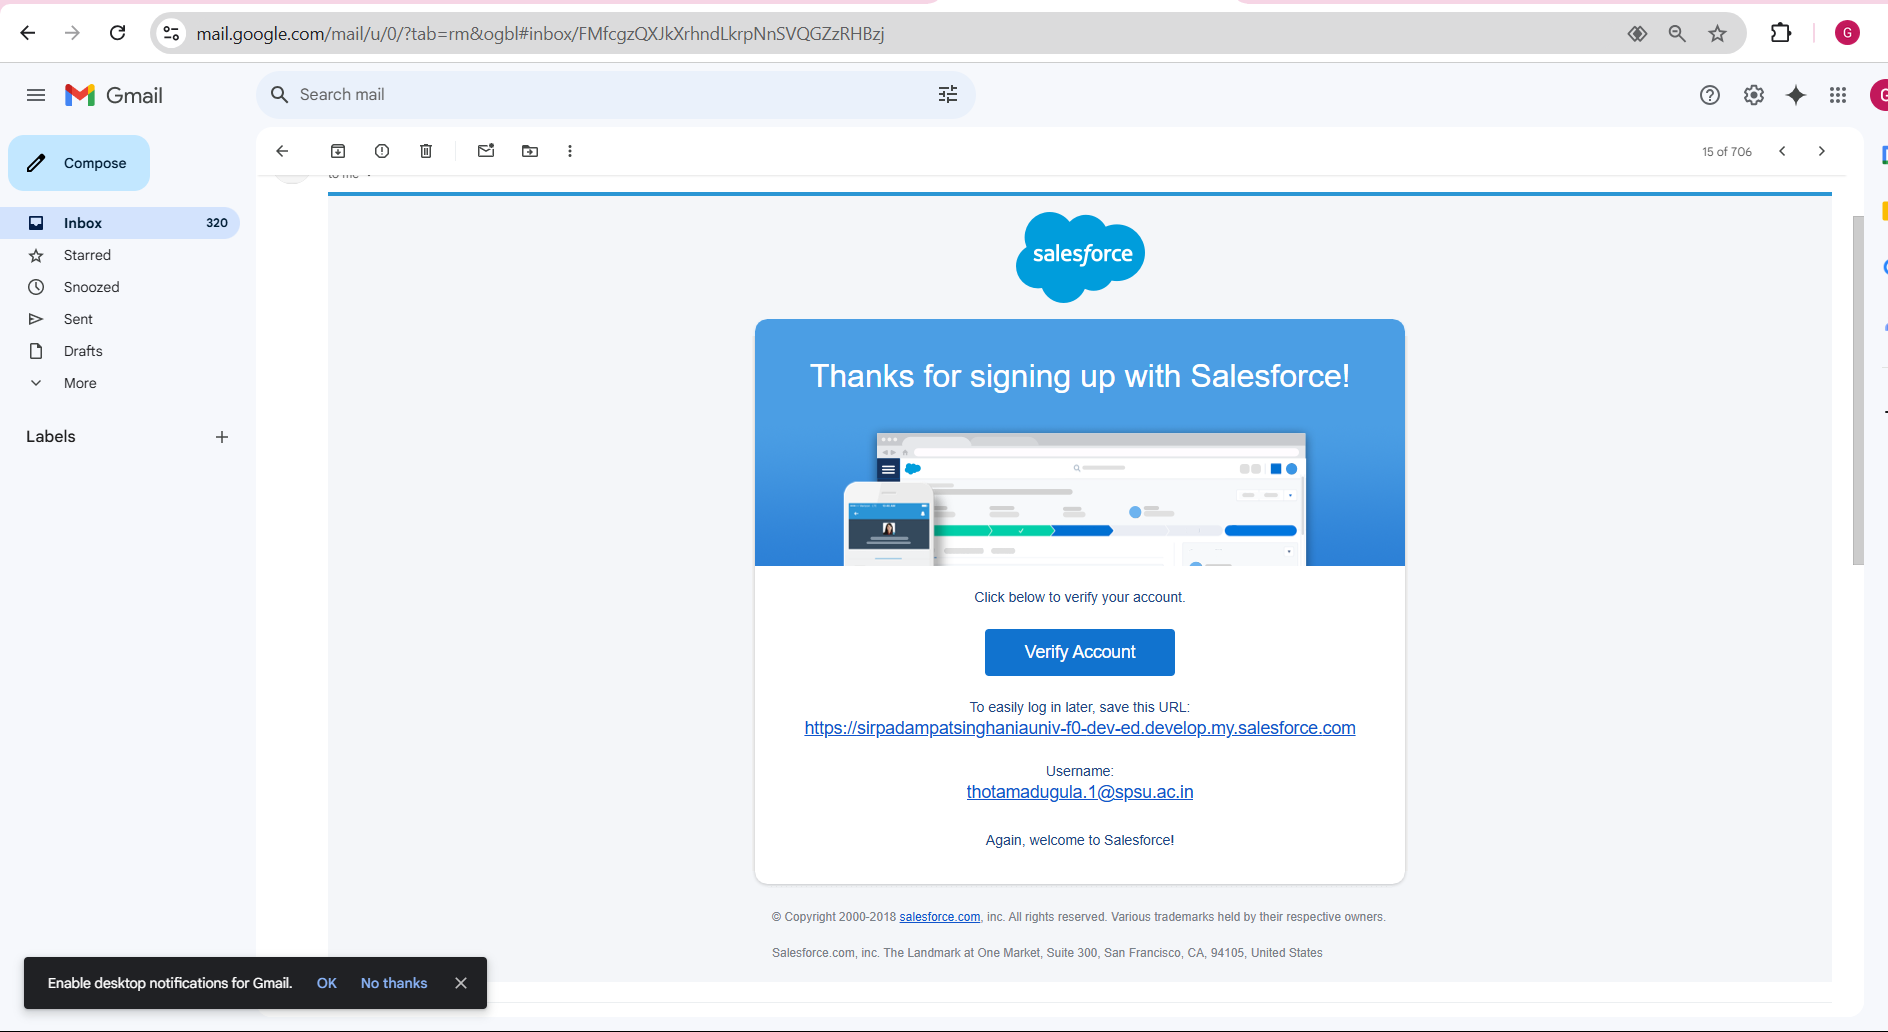 mail.google.com/mail/u/0/?tab=rm&ogbl#inbox/FMfcgzQXJkXrhndLkrpNnSVQGZzRHBzj
G
Gmail
Search mail
G
Compose
15 of 706
to me
Inbox 320
Starred
Snoozed
Sent
Drafts
More
Labels
salesforce
Thanks for signing up with Salesforce!
Click below to verify your account.
Verify Account
To easily log in later, save this URL:
https://sirpadampatsinghaniauniv-f0-dev-ed.develop.my.salesforce.com
Username:
thotamadugula.1@spsu.ac.in
Again, welcome to Salesforce!
© Copyright 2000-2018 salesforce.com, inc. All rights reserved. Various trademarks held by their respective owners.
Salesforce.com, inc. The Landmark at One Market, Suite 300, San Francisco, CA, 94105, United States
Enable desktop notifications for Gmail. OK No thanks